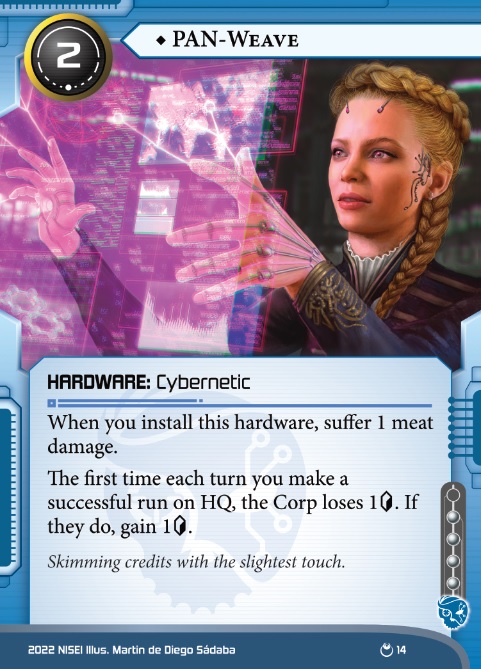 2
◆ PAN-Weave
HARDWARE: Cybernetic
When you install this hardware, suffer 1 meat
damage.
The first time each turn you make a
successful run on HQ, the Corp loses 1. If
they do, gain 1.
Skimming credits with the slightest touch.
2022 NISEI Illus. Martin de Diego Sádaba
14